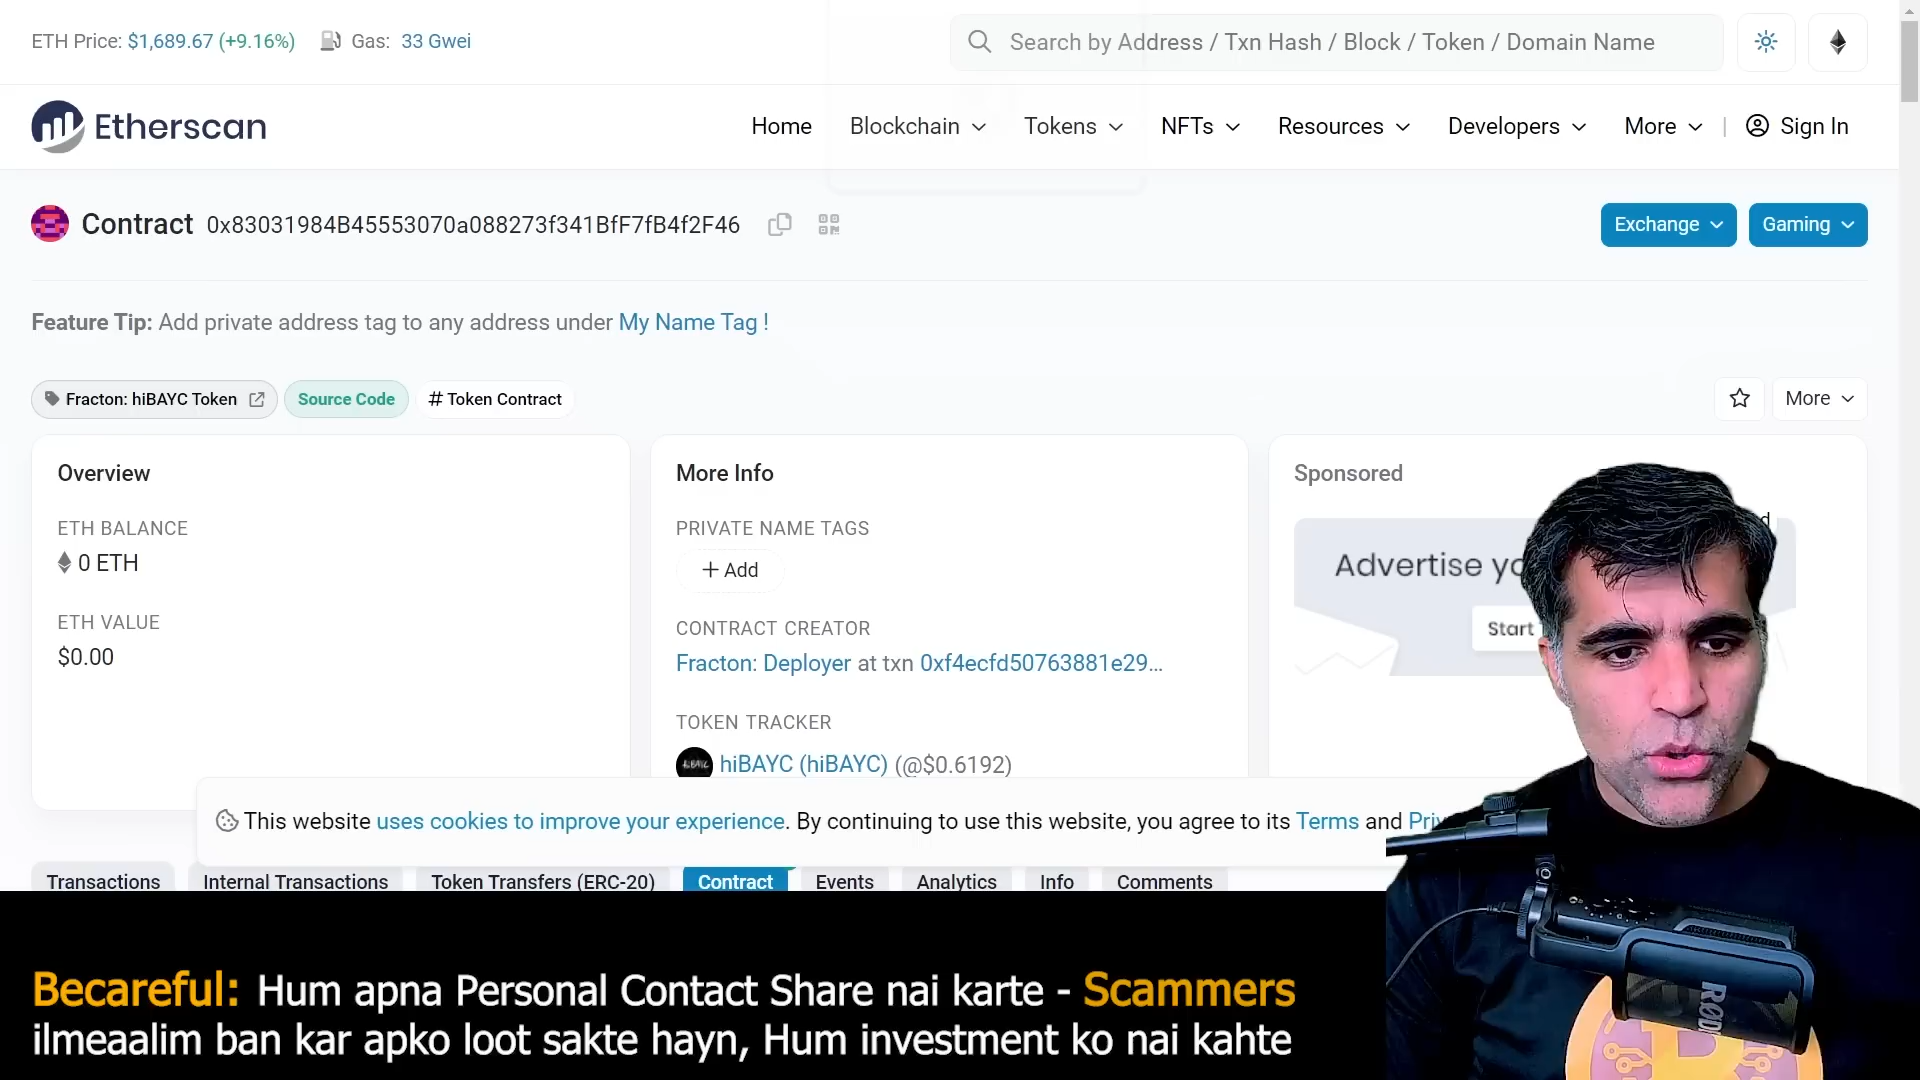 ETH Price: $1,689.67 (+9.16%) Gas: 33 Gwei
Search by Address / Txn Hash / Block / Token / Domain Name
Etherscan
Home Blockchain Tokens NFTs Resources Developers More | Sign In
Contract 0x83031984B45553070a088273f341BfF7fB4f2F46
Exchange Gaming
Feature Tip: Add private address tag to any address under My Name Tag !
Fracton: hiBAYC Token Source Code # Token Contract
More
Overview
ETH BALANCE
0 ETH
ETH VALUE
$0.00
More Info
PRIVATE NAME TAGS
+ Add
CONTRACT CREATOR
Fracton: Deployer at txn 0xf4ecfd50763881e29...
TOKEN TRACKER
hiBAYC hiBAYC (hiBAYC) (@$0.6192)
Sponsored
Advertise
Start
This website uses cookies to improve your experience. By continuing to use this website, you agree to its Terms and
Transactions Internal Transactions Token Transfers (ERC-20) Contract Events Analytics Info Comments
Becareful: Hum apna Personal Contact Share nai karte - Scammers
ilmeaalim ban kar apko loot sakte hayn, Hum investment ko nai kahte
RØDE